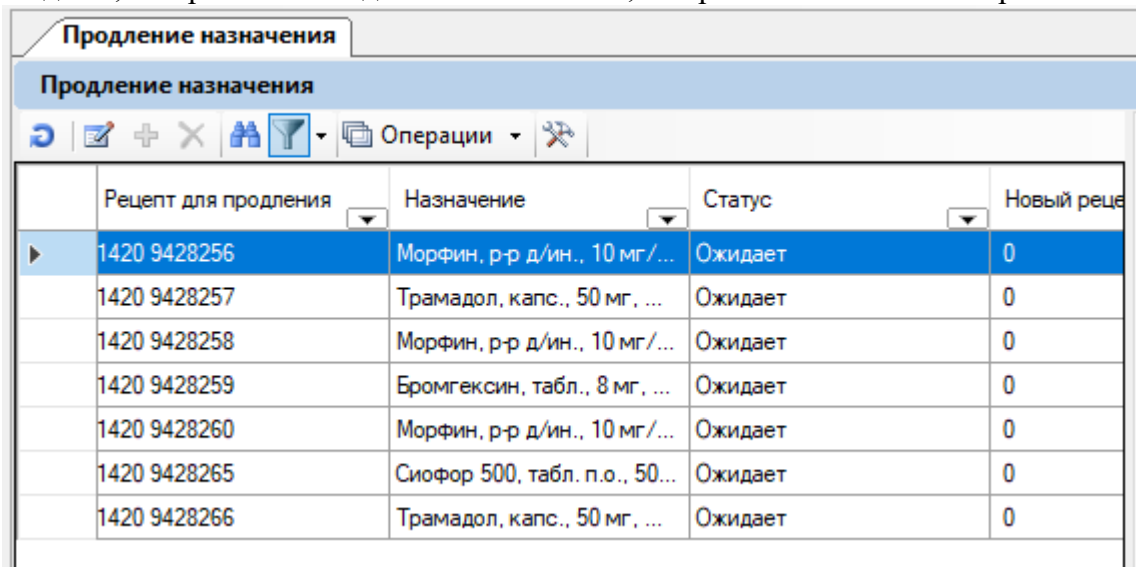 Продление назначения
Продление назначения
Операции
Рецепт для продления Назначение Статус Новый реце
1420 9428256 Морфин, р-р д/ин., 10 мг/... Ожидает 0
1420 9428257 Трамадол, капс., 50 мг, ... Ожидает 0
1420 9428258 Морфин, р-р д/ин., 10 мг/... Ожидает 0
1420 9428259 Бромгексин, табл., 8 мг, ... Ожидает 0
1420 9428260 Морфин, р-р д/ин., 10 мг/... Ожидает 0
1420 9428265 Сиофор 500, табл. п.о., 50... Ожидает 0
1420 9428266 Трамадол, капс., 50 мг, ... Ожидает 0